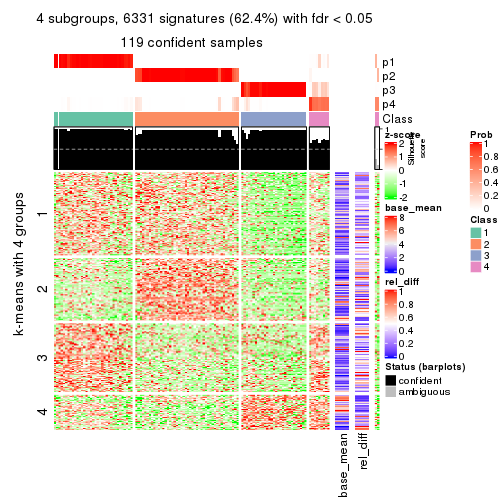 4 subgroups, 6331 signatures (62.4%) with fdr < 0.05
119 confident samples
p1
p2
p3
p4
Class
1
0
Silhouette
score
k-means with 4 groups
1
2
3
4
base_mean
rel_diff
z-score
2
1
0
-1
-2
base_mean
8
6
4
2
0
rel_diff
1
0.8
0.6
0.4
0.2
0
Status (barplots)
confident
ambiguous
Prob
1
0.8
0.6
0.4
0.2
0
Class
1
2
3
4